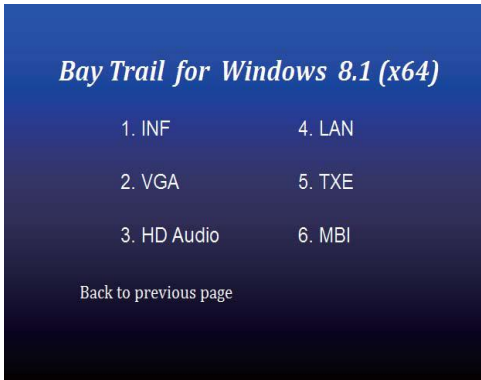 Bay Trail for Windows 8.1 (x64)
1. INF
2. VGA
3. HD Audio
4. LAN
5. TXE
6. MBI
Back to previous page